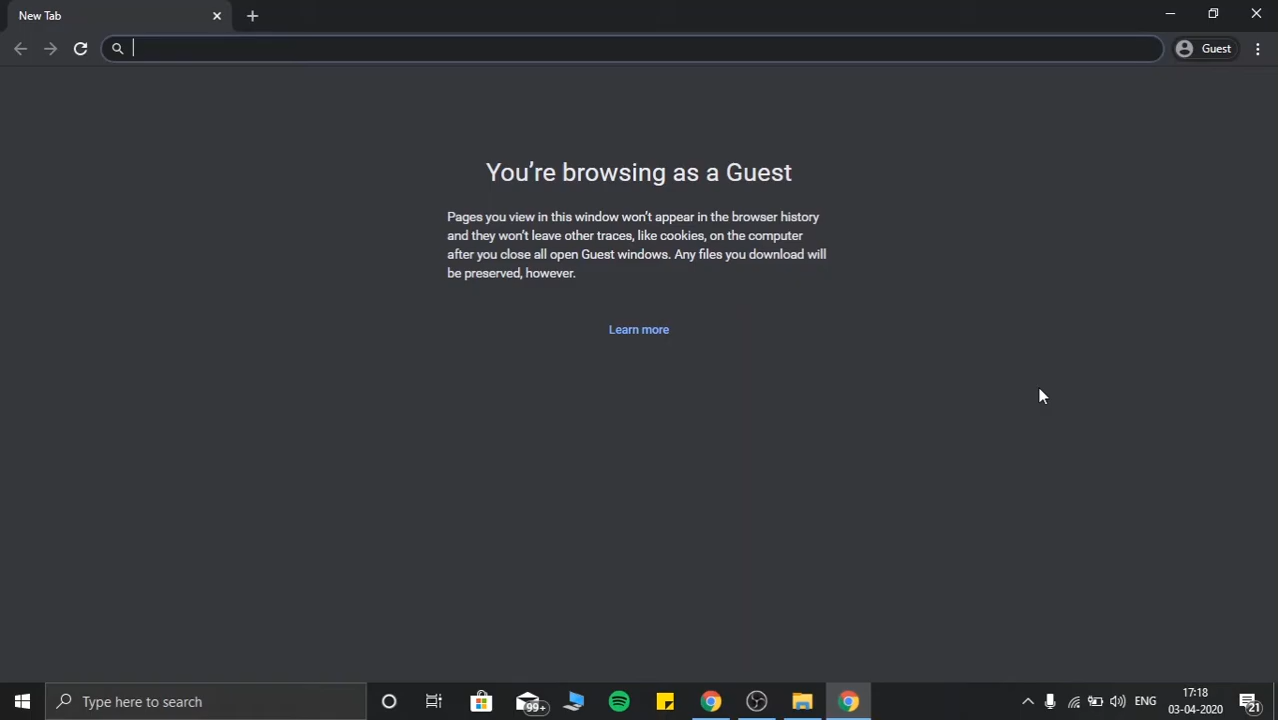 New Tab
Guest
You're browsing as a Guest
Pages you view in this window won't appear in the browser history
and they won't leave other traces, like cookies, on the computer
after you close all open Guest windows. Any files you download will
be preserved, however.
Learn more
Type here to search
99+
ENG
17:18
03-04-2020
21